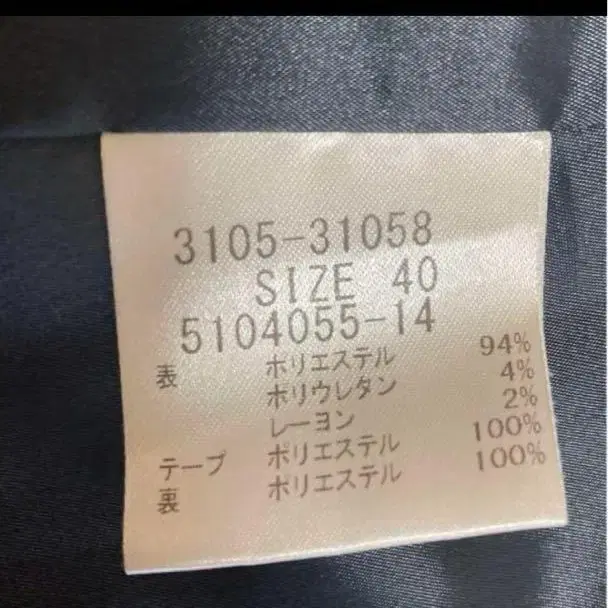 3105-31058
SIZE 40
5104055-14
表 ポリエステル 94%
ポリウレタン 4%
レーヨン 2%
テープ ポリエステル 100%
裏 ポリエステル 100%